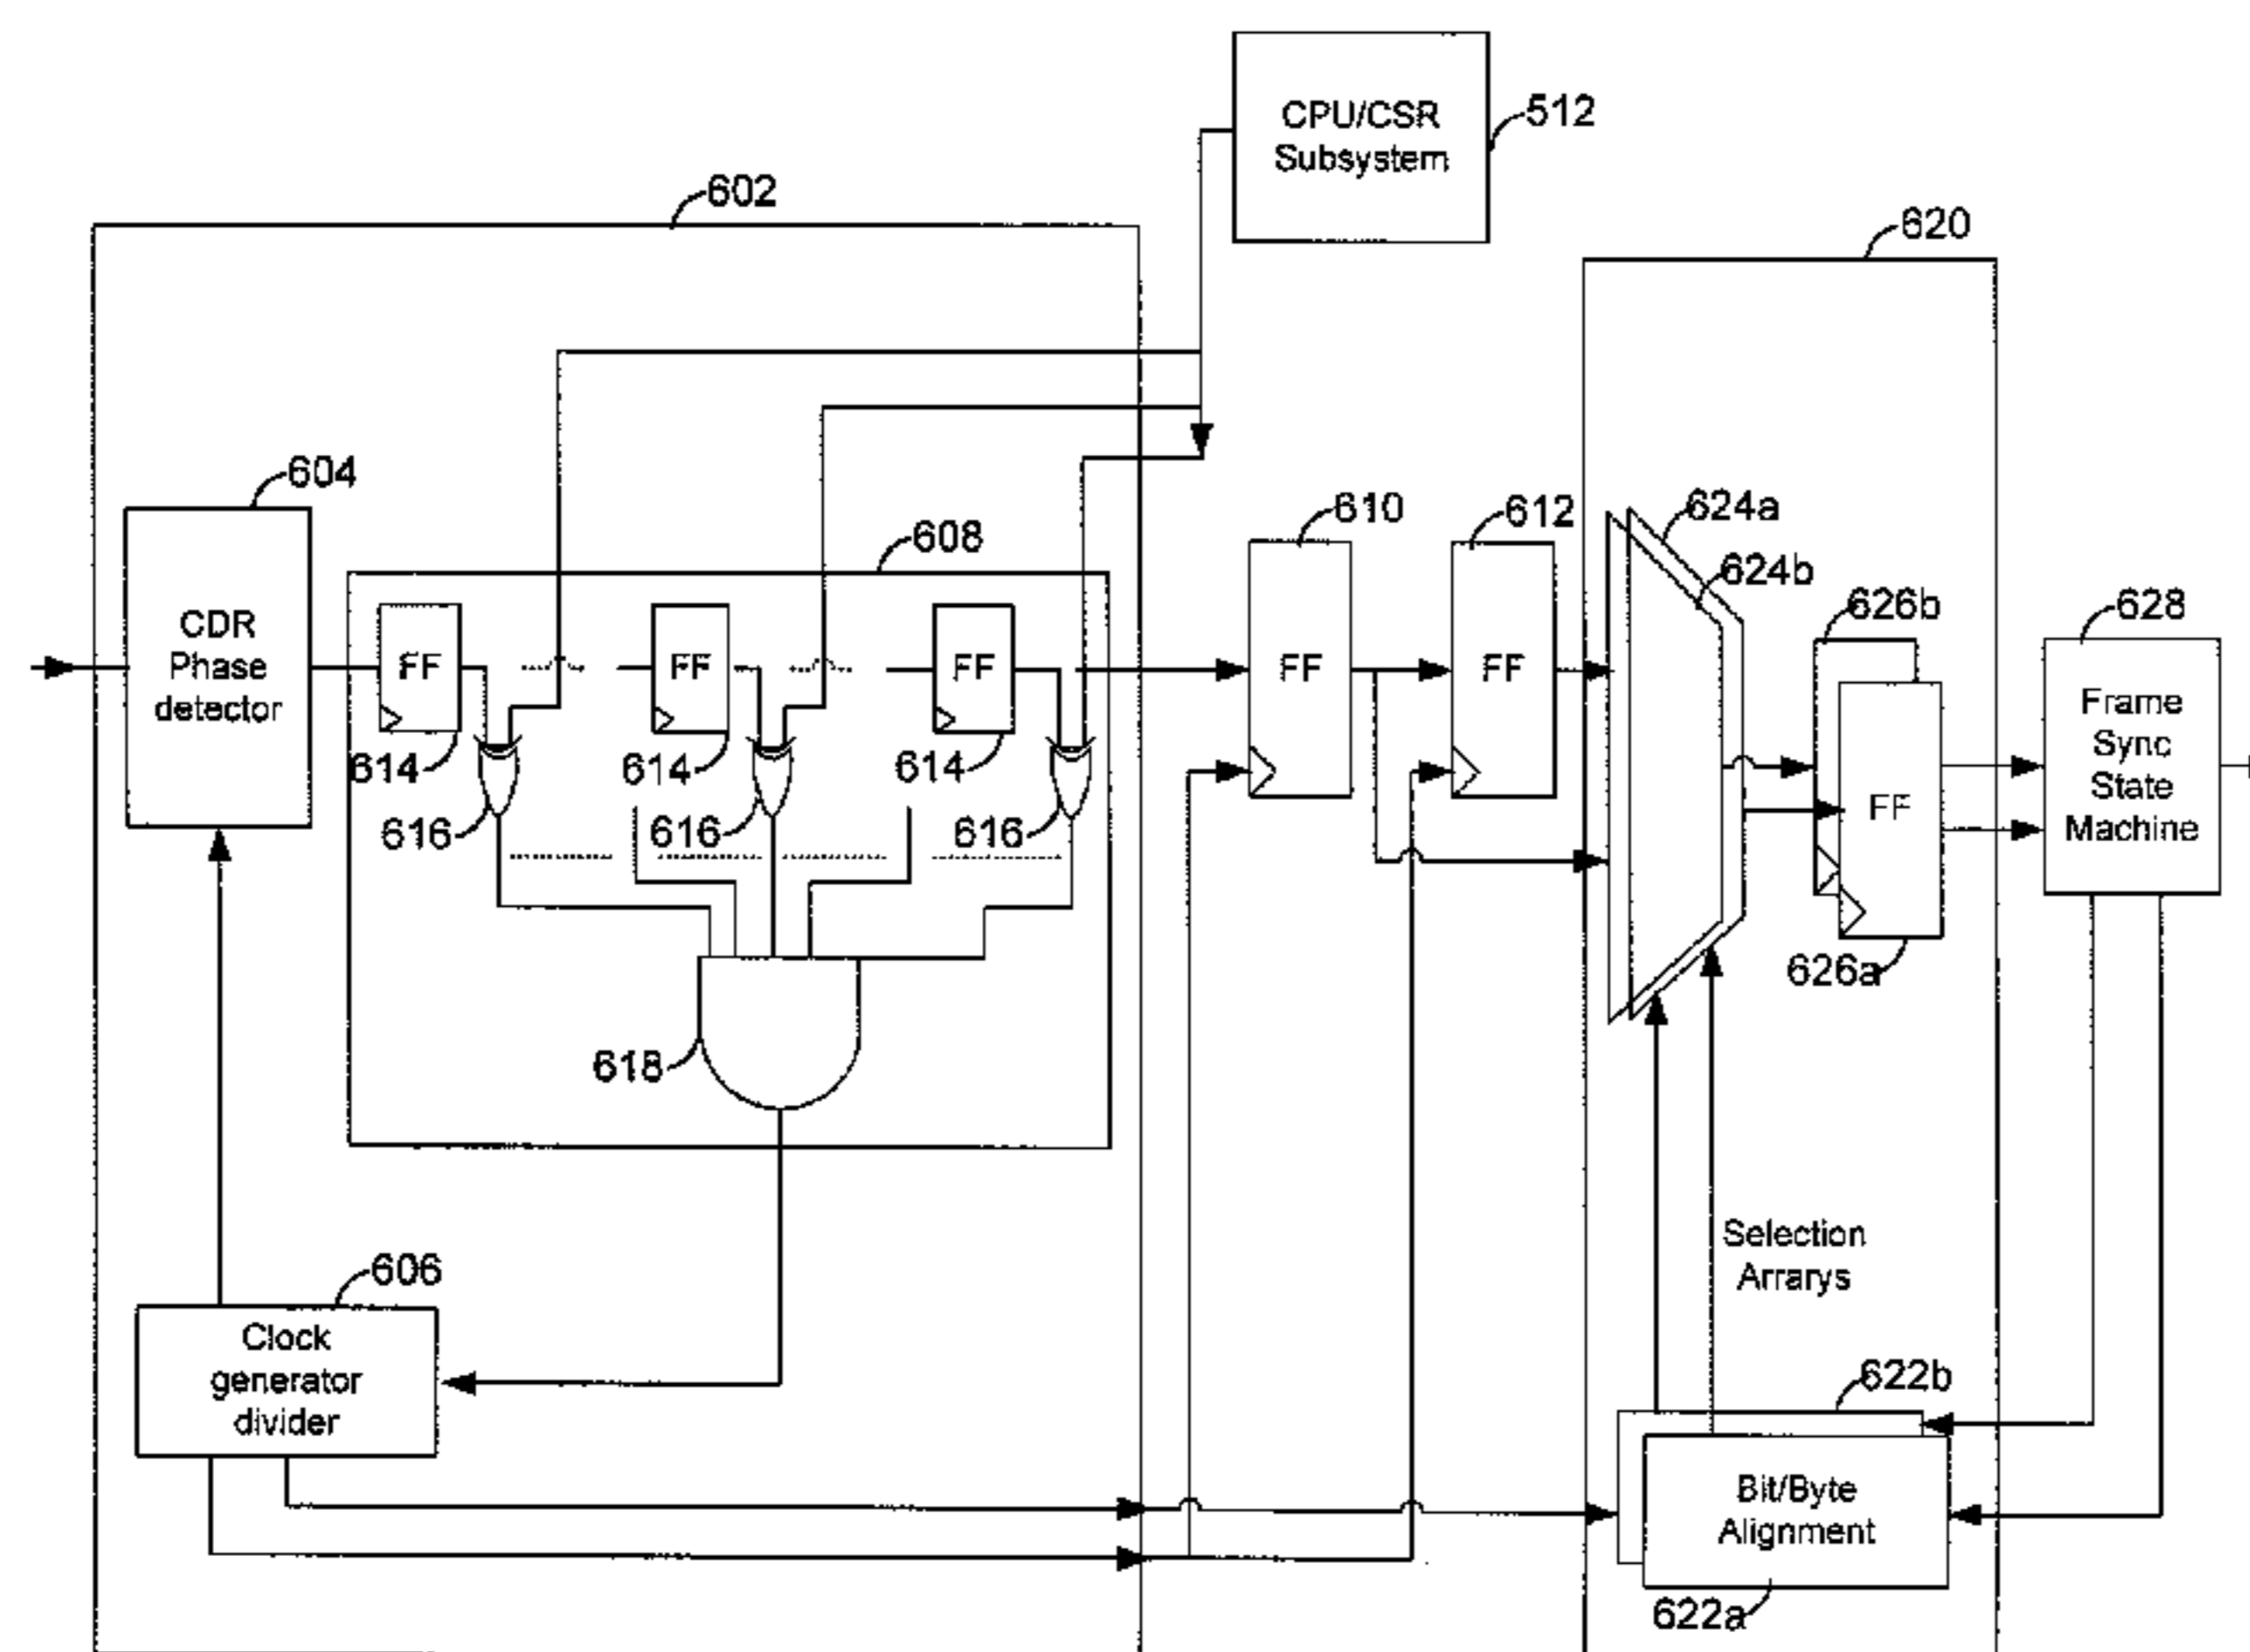 CPU/CSR
Subsystem
512
602
620
604
CDR
Phase
detector
608
FF
FF
FF
614
614
614
616
616
616
618
610
FF
612
FF
624a
624b
626b
FF
626a
628
Frame
Sync
State
Machine
606
Clock
generator
divider
Selection
Arrarys
622b
Bit/Byte
Alignment
622a